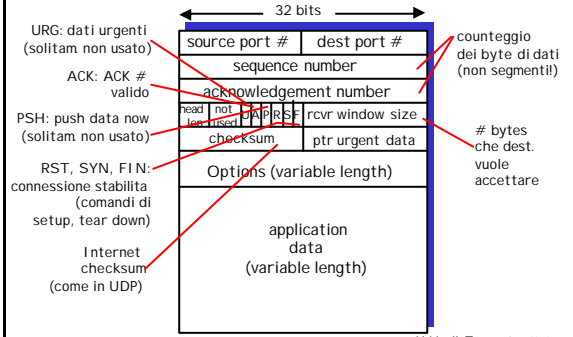 32 bits
URG: dati urgenti
(solitam. non usato)
ACK: ACK #
valido
PSH: push data now
(solitam. non usato)
RST, SYN, FIN:
connessione stabilita
(comandi di
setup, tear down)
Internet
checksum
(come in UDP)
source port #
dest port #
sequence number
acknowledgement number
head
len
not
used
U
A
P
R
S
F
rcvr window size
checksum
ptr urgent data
Options (variable length)
application
data
(variable length)
counteggio
dei byte di dati
(non segmenti!)
# bytes
che dest.
vuole
accettare